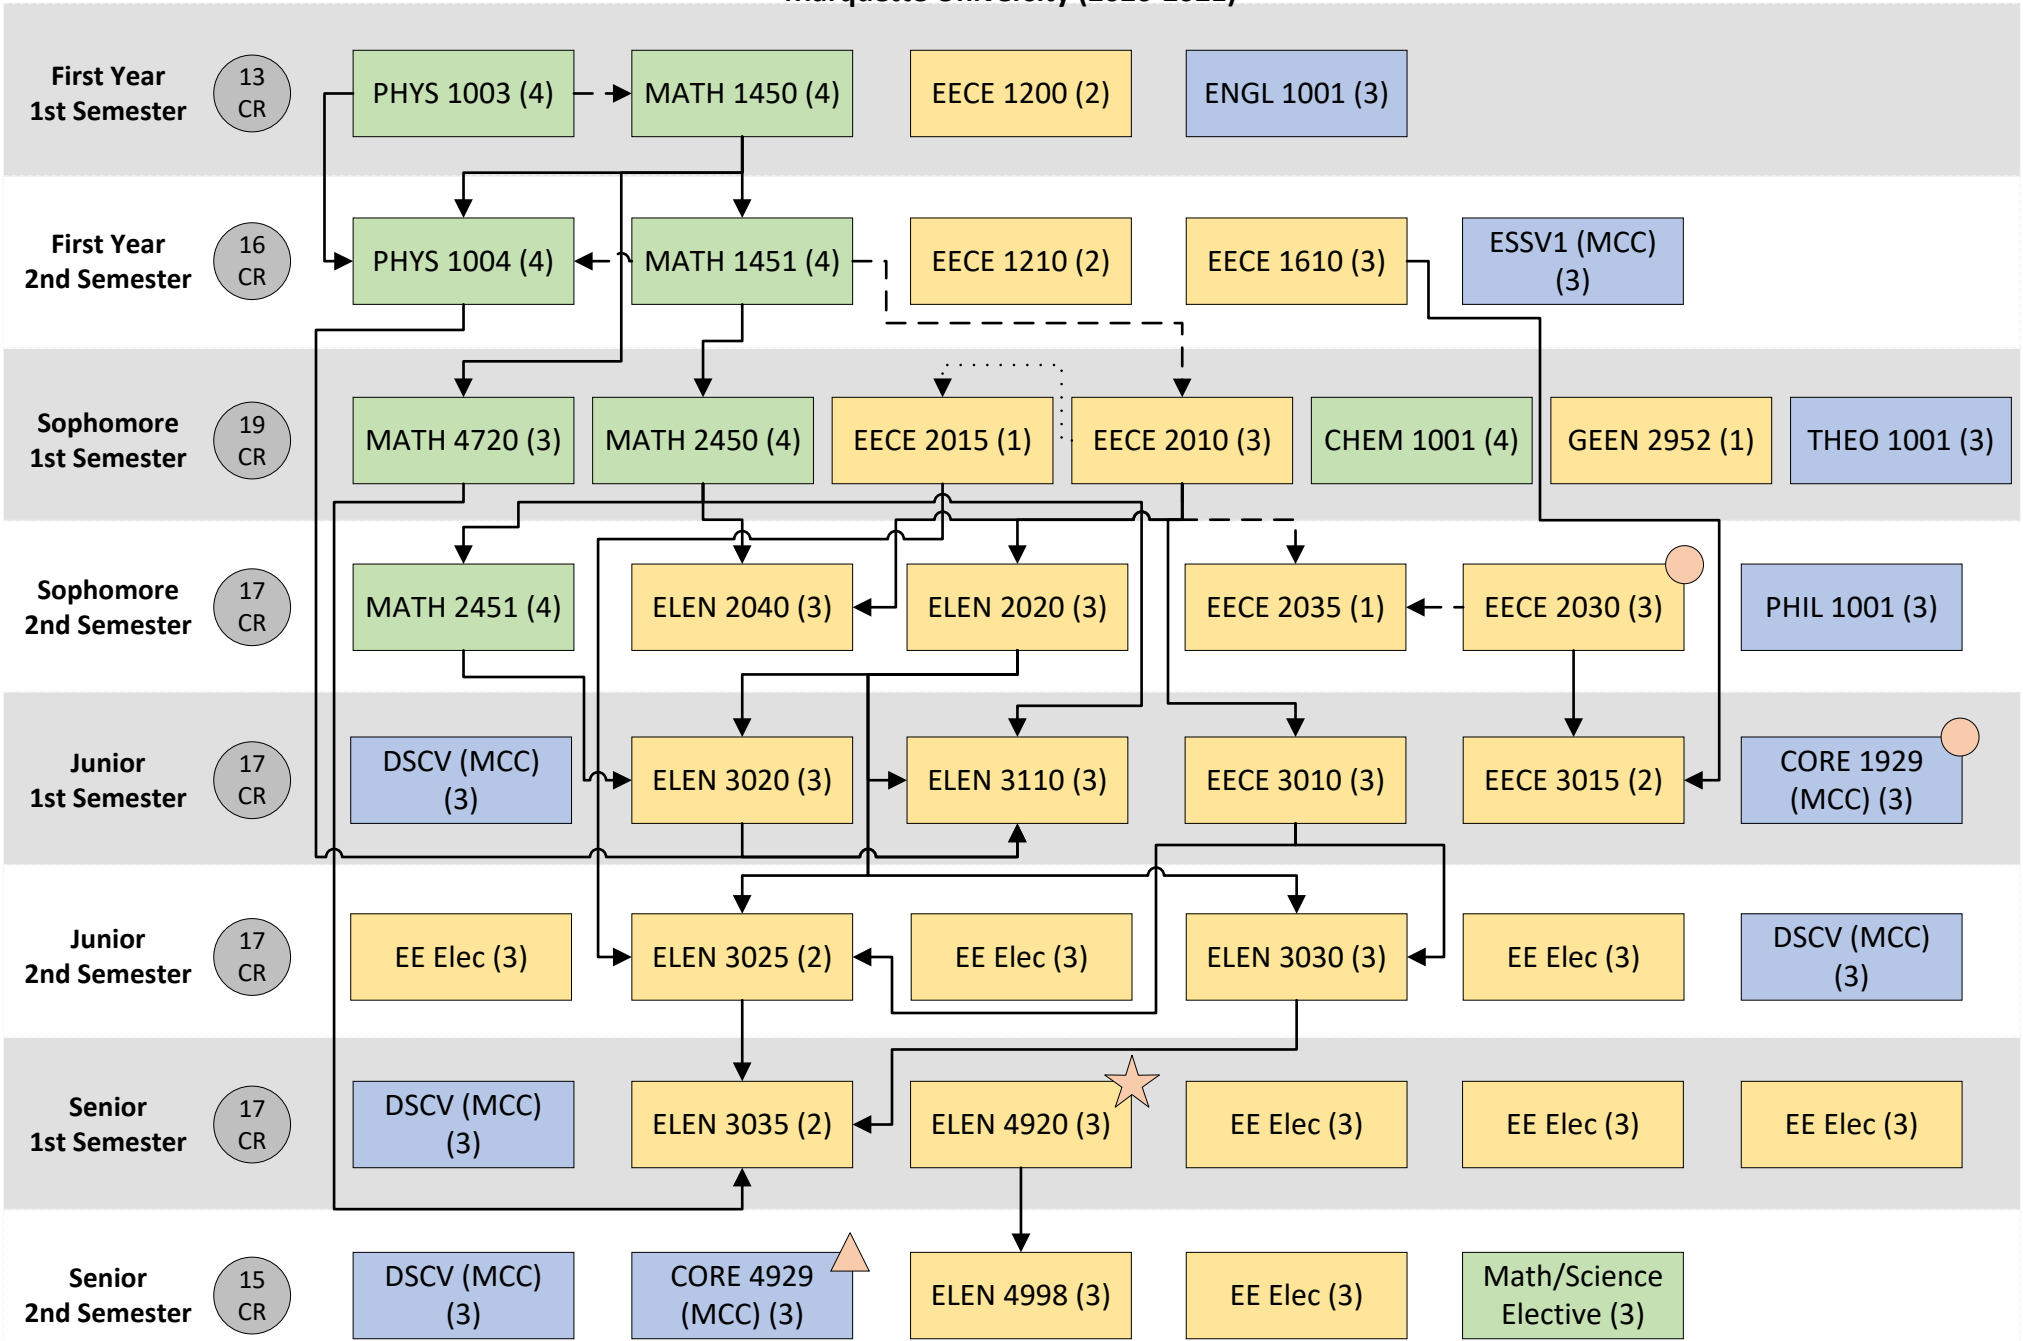 Marquette University (2020-2021)
First Year
1st Semester
13
CR
PHYS 1003 (4)
MATH 1450 (4)
EECE 1200 (2)
ENGL 1001 (3)
First Year
2nd Semester
16
CR
PHYS 1004 (4)
MATH 1451 (4)
EECE 1210 (2)
EECE 1610 (3)
ESSV1 (MCC)
(3)
Sophomore
1st Semester
19
CR
MATH 4720 (3)
MATH 2450 (4)
EECE 2015 (1)
EECE 2010 (3)
CHEM 1001 (4)
GEEN 2952 (1)
THEO 1001 (3)
Sophomore
2nd Semester
17
CR
MATH 2451 (4)
ELEN 2040 (3)
ELEN 2020 (3)
EECE 2035 (1)
EECE 2030 (3)
PHIL 1001 (3)
Junior
1st Semester
17
CR
DSCV (MCC)
(3)
ELEN 3020 (3)
ELEN 3110 (3)
EECE 3010 (3)
EECE 3015 (2)
CORE 1929
(MCC) (3)
Junior
2nd Semester
17
CR
EE Elec (3)
ELEN 3025 (2)
EE Elec (3)
ELEN 3030 (3)
EE Elec (3)
DSCV (MCC)
(3)
Senior
1st Semester
17
CR
DSCV (MCC)
(3)
ELEN 3035 (2)
ELEN 4920 (3)
EE Elec (3)
EE Elec (3)
EE Elec (3)
Senior
2nd Semester
15
CR
DSCV (MCC)
(3)
CORE 4929
(MCC) (3)
ELEN 4998 (3)
EE Elec (3)
Math/Science
Elective (3)